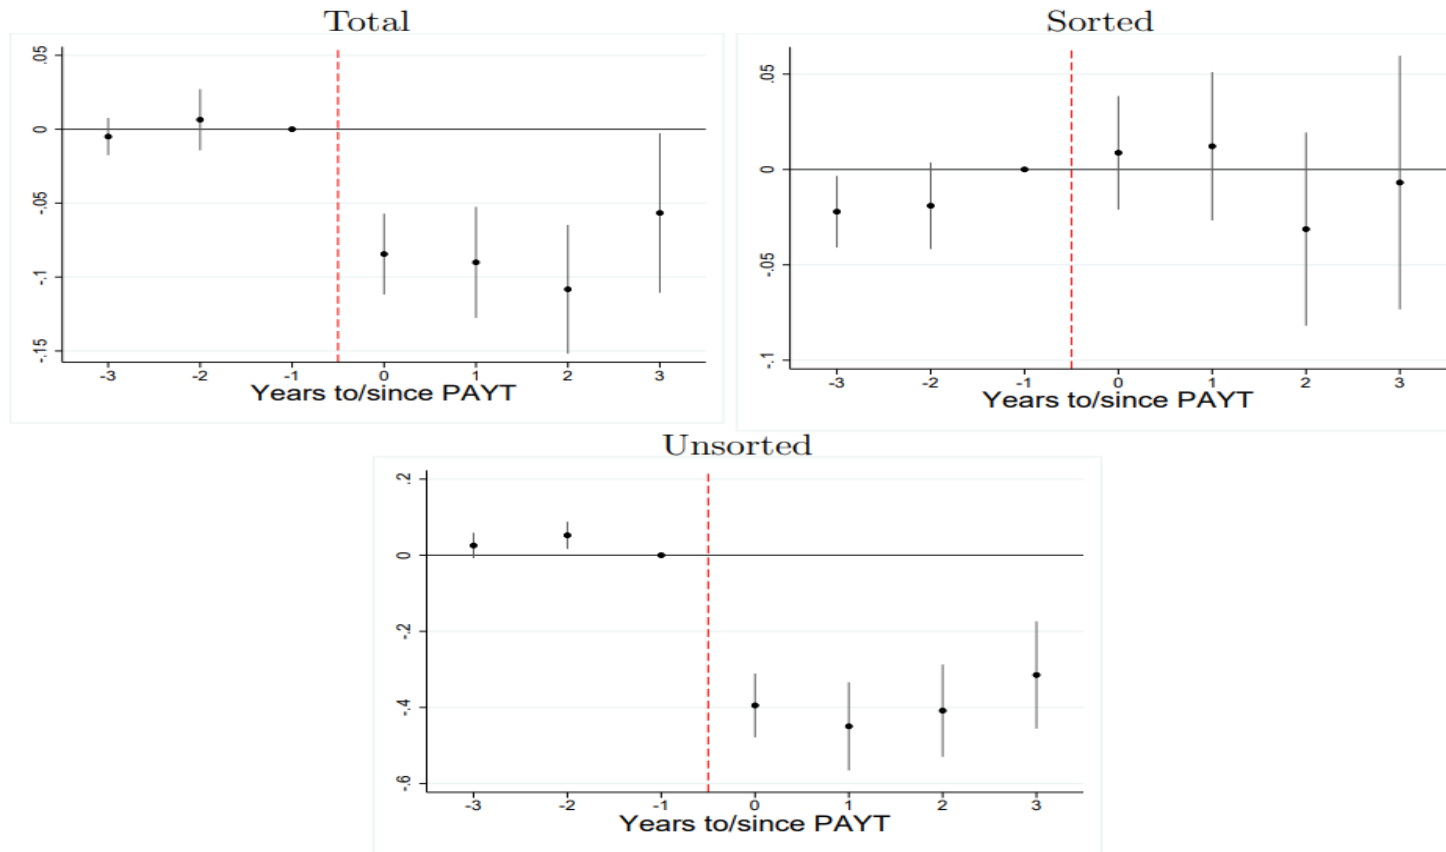 Total
.05
0
-.05
-.1
-.15
-3 -2 -1 0 1 2 3
Years to/since PAYT
Sorted
.05
0
-.05
-.1
-3 -2 -1 0 1 2 3
Years to/since PAYT
Unsorted
.2
0
-.2
-.4
-.6
-3 -2 -1 0 1 2 3
Years to/since PAYT